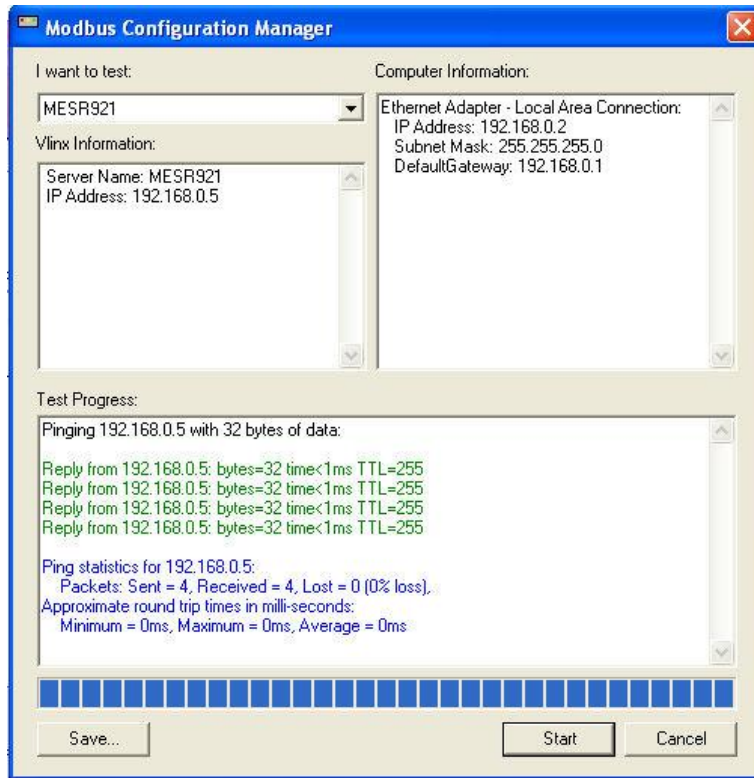 Modbus Configuration Manager
I want to test:
MESR921
Vlinx Information:
Server Name: MESR921
IP Address: 192.168.0.5
Computer Information:
Ethernet Adapter - Local Area Connection:
IP Address: 192.168.0.2
Subnet Mask: 255.255.255.0
DefaultGateway: 192.168.0.1
Test Progress:
Pinging 192.168.0.5 with 32 bytes of data:
Reply from 192.168.0.5: bytes=32 time<1ms TTL=255
Reply from 192.168.0.5: bytes=32 time<1ms TTL=255
Reply from 192.168.0.5: bytes=32 time<1ms TTL=255
Reply from 192.168.0.5: bytes=32 time<1ms TTL=255
Ping statistics for 192.168.0.5:
Packets: Sent = 4, Received = 4, Lost = 0 (0% loss),
Approximate round trip times in milli-seconds:
Minimum = 0ms, Maximum = 0ms, Average = 0ms
Save...
Start
Cancel